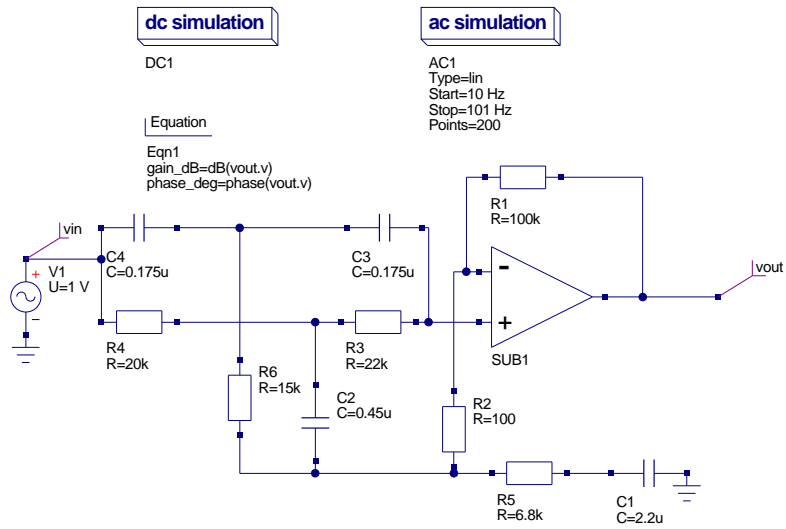 dc simulation
DC1
ac simulation
AC1
Type=lin
Start=10 Hz
Stop=101 Hz
Points=200
Equation
Eqn1
gain_dB=dB(vout.v)
phase_deg=phase(vout.v)
R1
R=100k
vin
V1
U=1 V
C4
C=0.175u
C3
C=0.175u
vout
R4
R=20k
R3
R=22k
SUB1
R6
R=15k
C2
C=0.45u
R2
R=100
R5
R=6.8k
C1
C=2.2u